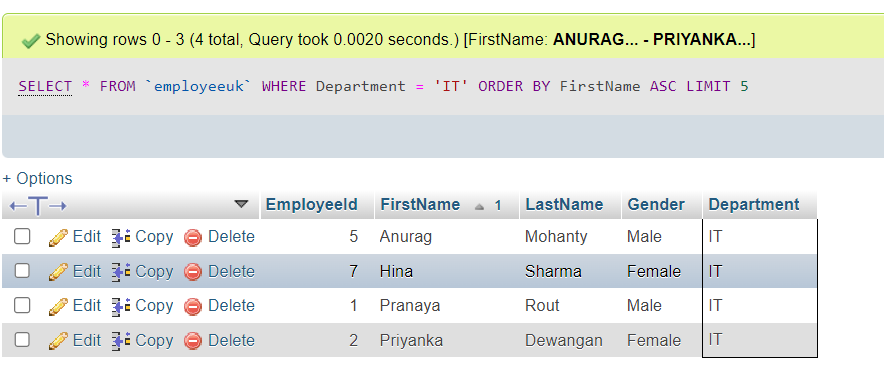 Showing rows 0 - 3 (4 total, Query took 0.0020 seconds.) [FirstName: ANURAG... - PRIYANKA...]
SELECT * FROM `employeeuk` WHERE Department = 'IT' ORDER BY FirstName ASC LIMIT 5
+ Options
←T→ EmployeeId FirstName 1 LastName Gender Department
Edit Copy Delete 5 Anurag Mohanty Male IT
Edit Copy Delete 7 Hina Sharma Female IT
Edit Copy Delete 1 Pranaya Rout Male IT
Edit Copy Delete 2 Priyanka Dewangan Female IT